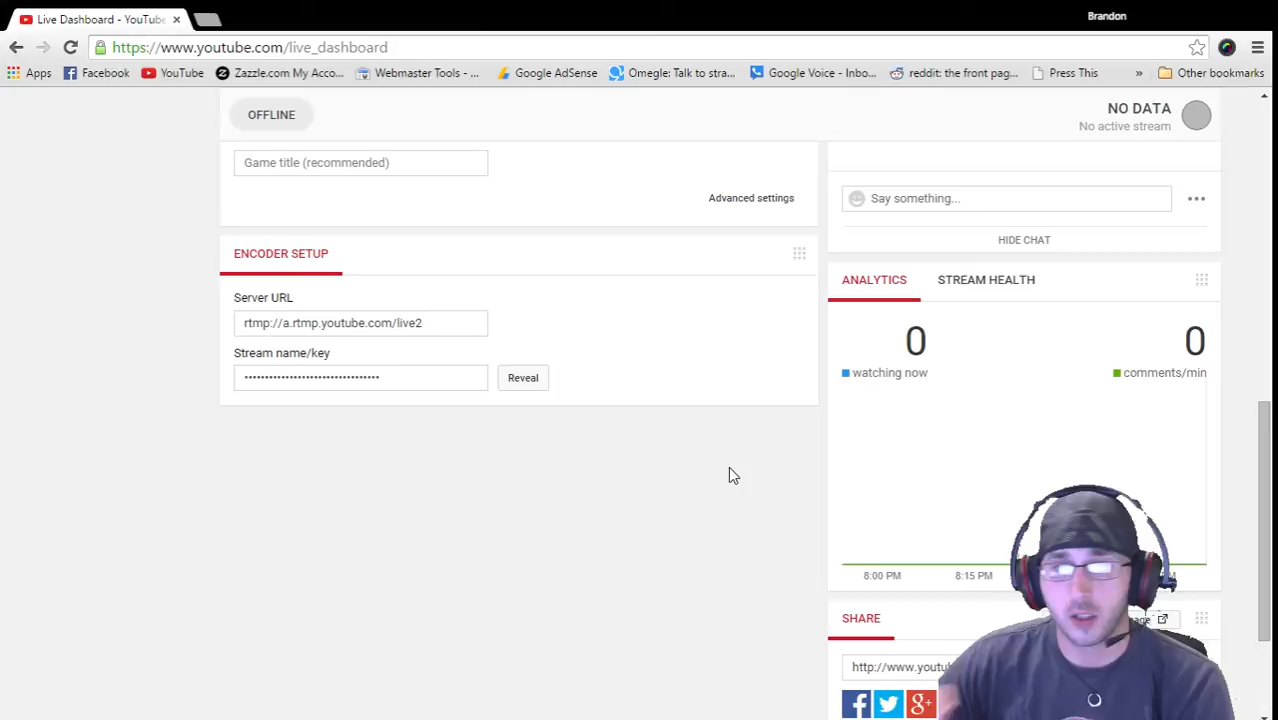 Brandon
Live Dashboard - YouTube
https://www.youtube.com/live_dashboard
Apps Facebook YouTube Zazzle.com My Acco... Webmaster Tools - ... Google AdSense Omegle: Talk to stra... Google Voice - Inbo... reddit: the front pag... Press This » Other bookmarks
OFFLINE
NO DATA
No active stream
Game title (recommended)
Advanced settings
Say something...
HIDE CHAT
ENCODER SETUP
Server URL
rtmp://a.rtmp.youtube.com/live2
Stream name/key
Reveal
ANALYTICS STREAM HEALTH
0 0
watching now comments/min
8:00 PM 8:15 PM
SHARE
http://www.youtu